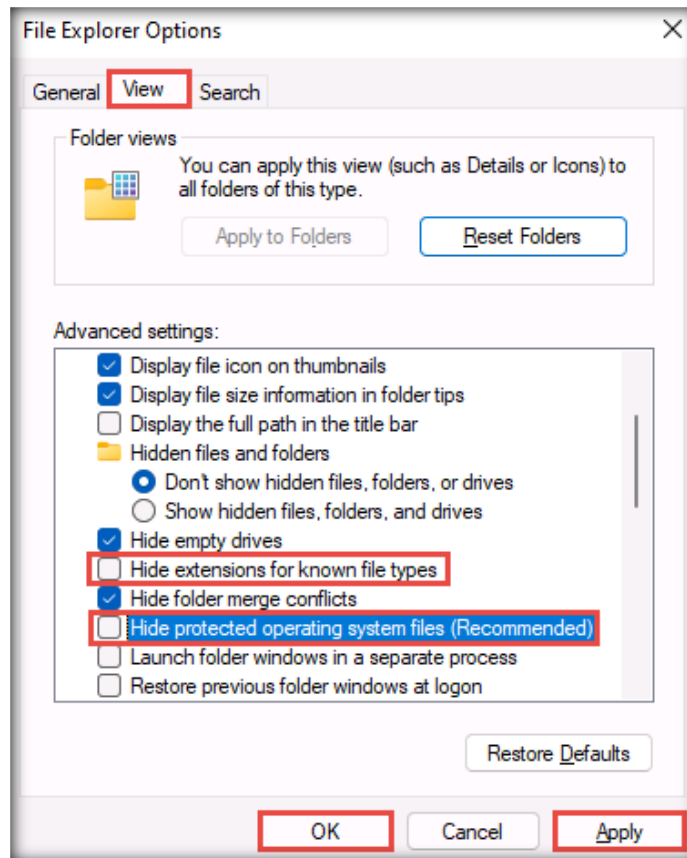 File Explorer Options
General View Search
Folder views
You can apply this view (such as Details or Icons) to
all folders of this type.
Apply to Folders Reset Folders
Advanced settings:
Display file icon on thumbnails
Display file size information in folder tips
Display the full path in the title bar
Hidden files and folders
Don't show hidden files, folders, or drives
Show hidden files, folders, and drives
Hide empty drives
Hide extensions for known file types
Hide folder merge conflicts
Hide protected operating system files (Recommended)
Launch folder windows in a separate process
Restore previous folder windows at logon
Restore Defaults
OK Cancel Apply